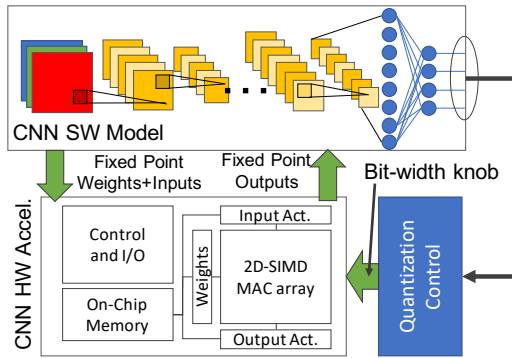 CNN SW Model
Fixed Point
Weights+Inputs
Fixed Point
Outputs
Bit-width knob
CNN HW Accel.
Control
and I/O
On-Chip
Memory
Input Act.
Weights
2D-SIMD
MAC array
Output Act.
Quantization
Control